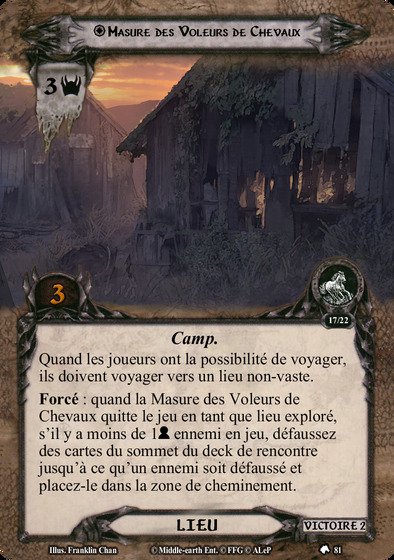 Masure des Voleurs de Chevaux
3
3
17/22
Camp.
Quand les joueurs ont la possibilité de voyager,
ils doivent voyager vers un lieu non-vaste.
Forcé : quand la Masure des Voleurs de
Chevaux quitte le jeu en tant que lieu exploré,
s’il y a moins de 1 ennemi en jeu, défaussez
des cartes du sommet du deck de rencontre
jusqu’à ce qu’un ennemi soit défaussé et
placez-le dans la zone de cheminement.
LIEU
VICTOIRE 2
Illus. Franklin Chan
©Middle-earth Ent. © FFG © ALeP
81